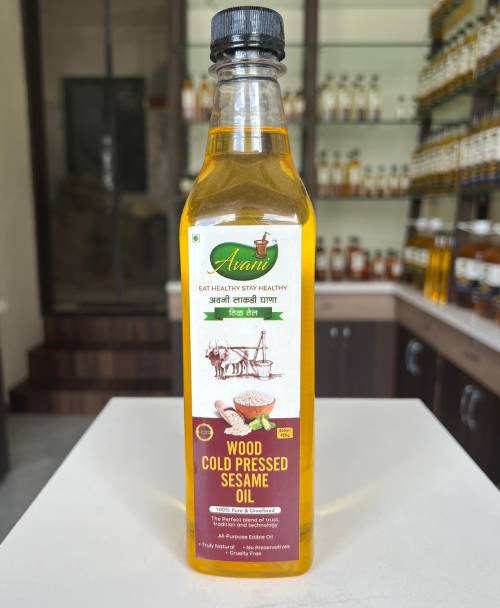 Avani
EAT HEALTHY STAY HEALTHY
अवनी लाकडी घाणा
तिळ तेल
WOOD
COLD PRESSED
SESAME
OIL
100% Pure & Unrefined
The Perfect blend of trust,
tradition and technology
All-Purpose Edible Oil
• Truly Natural • No Preservatives
• Cruelty Free